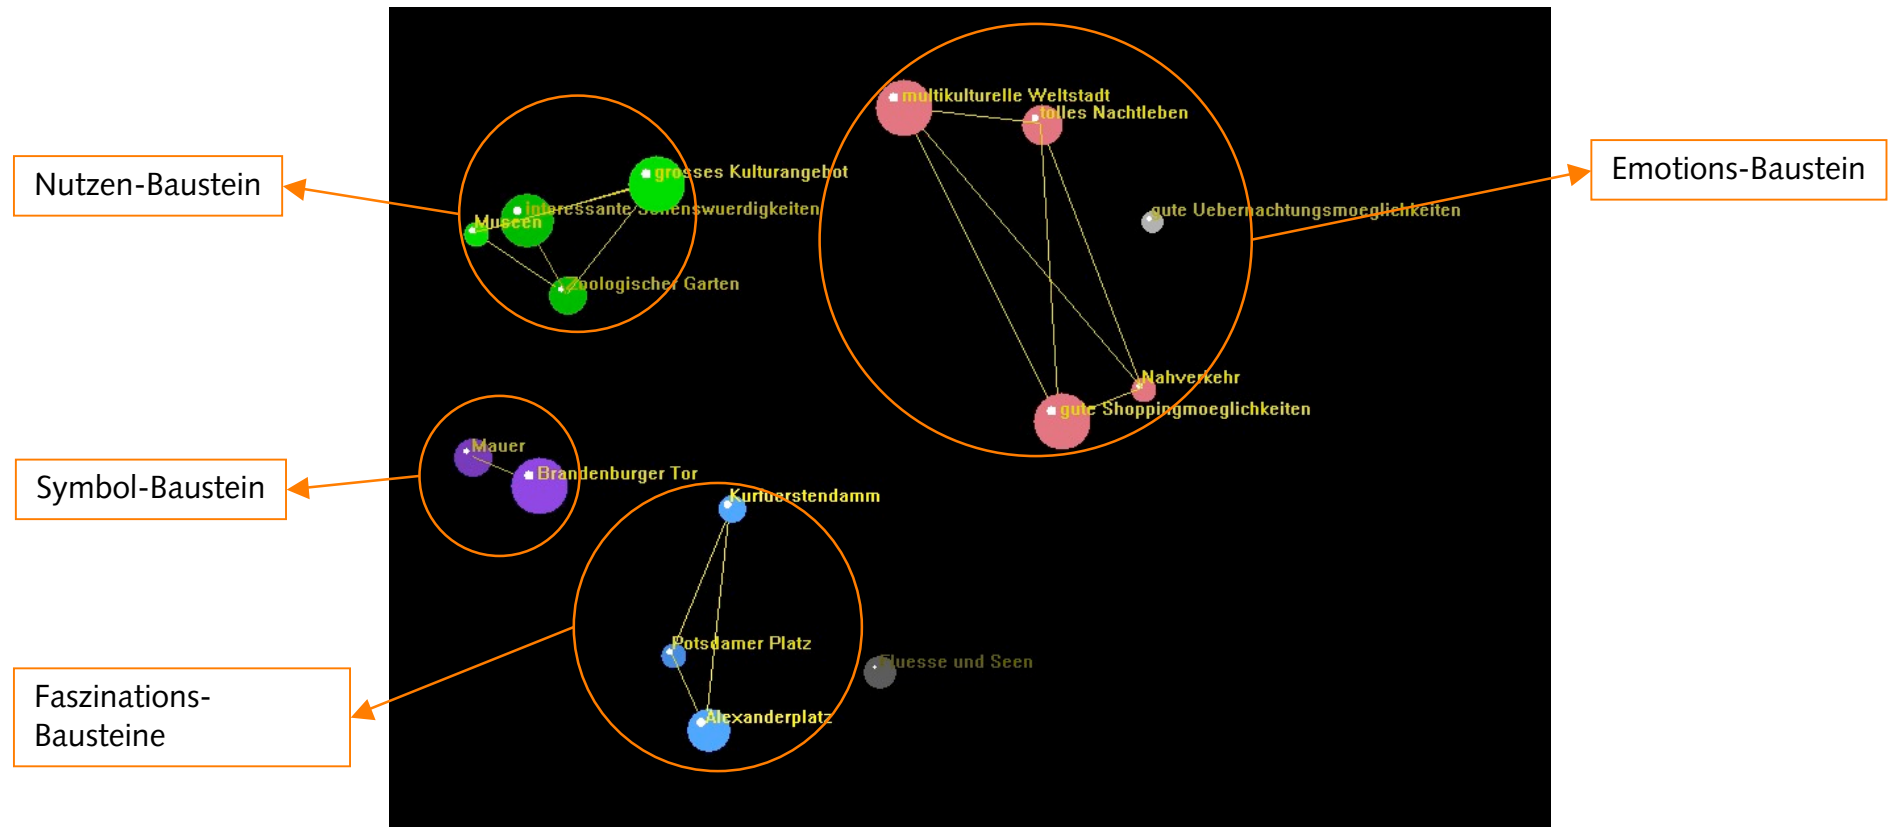 multikulturelle Weltstadt
tolles Nachtleben
Emotions-Baustein
Nutzen-Baustein
grosses Kulturangebot
interessante Sehenswuerdigkeiten
gute Uebernachtungsmoeglichkeiten
Museen
Zoologischer Garten
Nahverkehr
gute Shoppingmoeglichkeiten
Mauer
Brandenburger Tor
Symbol-Baustein
Kurfuerstendamm
Potsdamer Platz
Fluesse und Seen
Faszinations-
Bausteine
Alexanderplatz